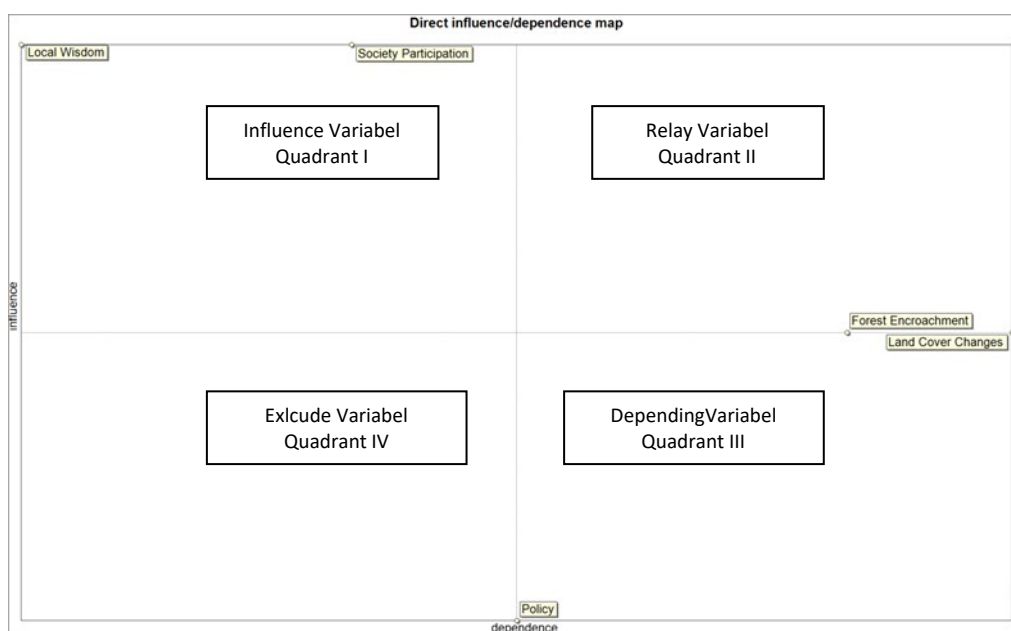 Direct influence/dependence map
Local Wisdom
Society Participation
Influence Variabel
Quadrant I
Relay Variabel
Quadrant II
influence
Forest Encroachment
Land Cover Changes
Exlcude Variabel
Quadrant IV
DependingVariabel
Quadrant III
Policy
dependence